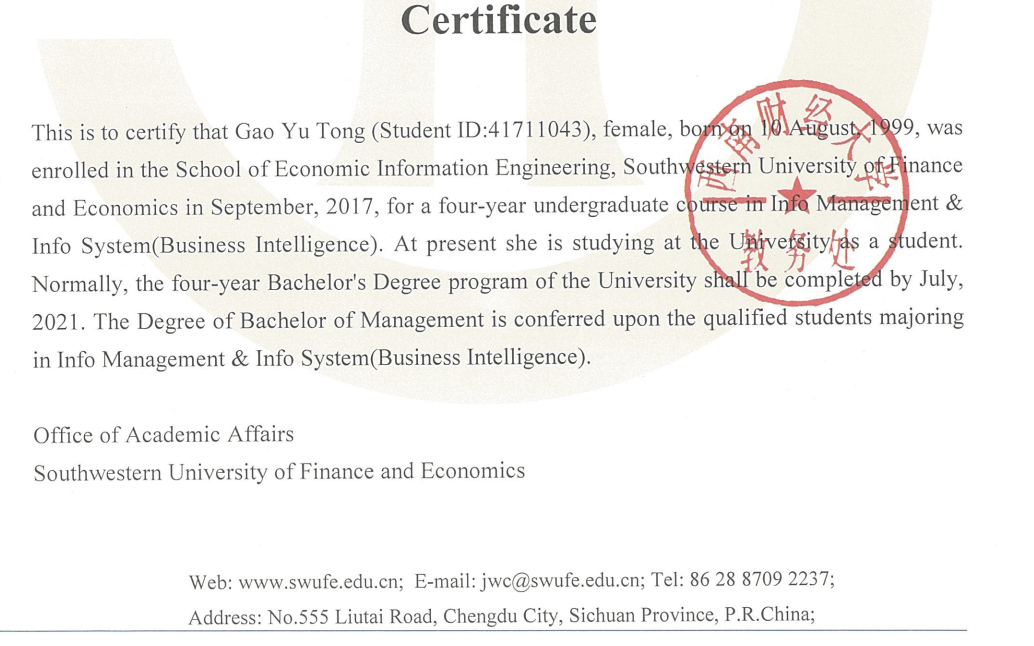 Certificate
This is to certify that Gao Yu Tong (Student ID:41711043), female, born on 10 August, 1999, was
enrolled in the School of Economic Information Engineering, Southwestern University of Finance
and Economics in September, 2017, for a four-year undergraduate course in Info Management &
Info System(Business Intelligence). At present she is studying at the University as a student.
Normally, the four-year Bachelor's Degree program of the University shall be completed by July,
2021. The Degree of Bachelor of Management is conferred upon the qualified students majoring
in Info Management & Info System(Business Intelligence).
西南财经大学
教务处
Office of Academic Affairs
Southwestern University of Finance and Economics
Web: www.swufe.edu.cn; E-mail: jwc@swufe.edu.cn; Tel: 86 28 8709 2237;
Address: No.555 Liutai Road, Chengdu City, Sichuan Province, P.R.China;